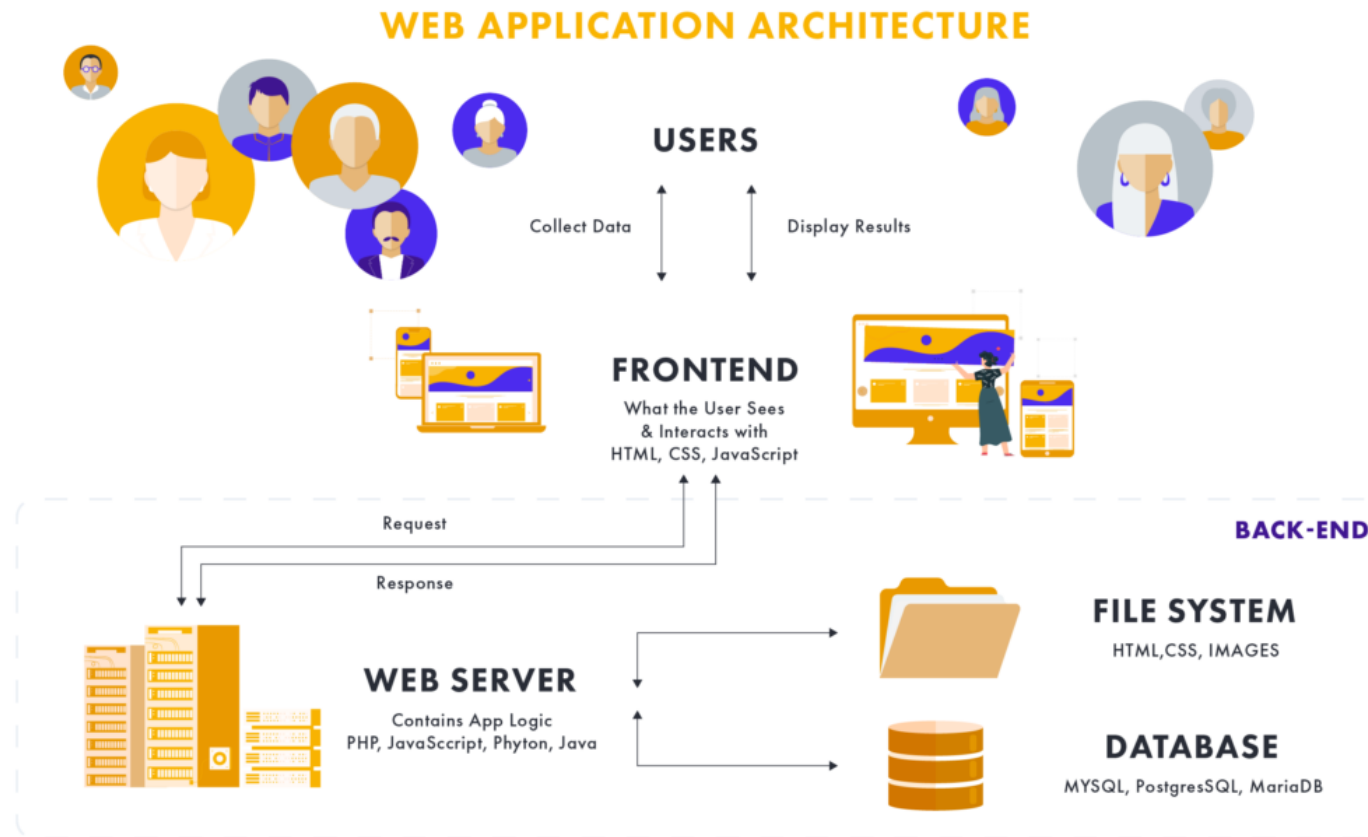 WEB APPLICATION ARCHITECTURE
USERS
Collect Data
Display Results
FRONTEND
What the User Sees
& Interacts with
HTML, CSS, JavaScript
Request
BACK-END
Response
FILE SYSTEM
HTML,CSS, IMAGES
WEB SERVER
Contains App Logic
PHP, JavaSccript, Phyton, Java
DATABASE
MYSQL, PostgresSQL, MariaDB